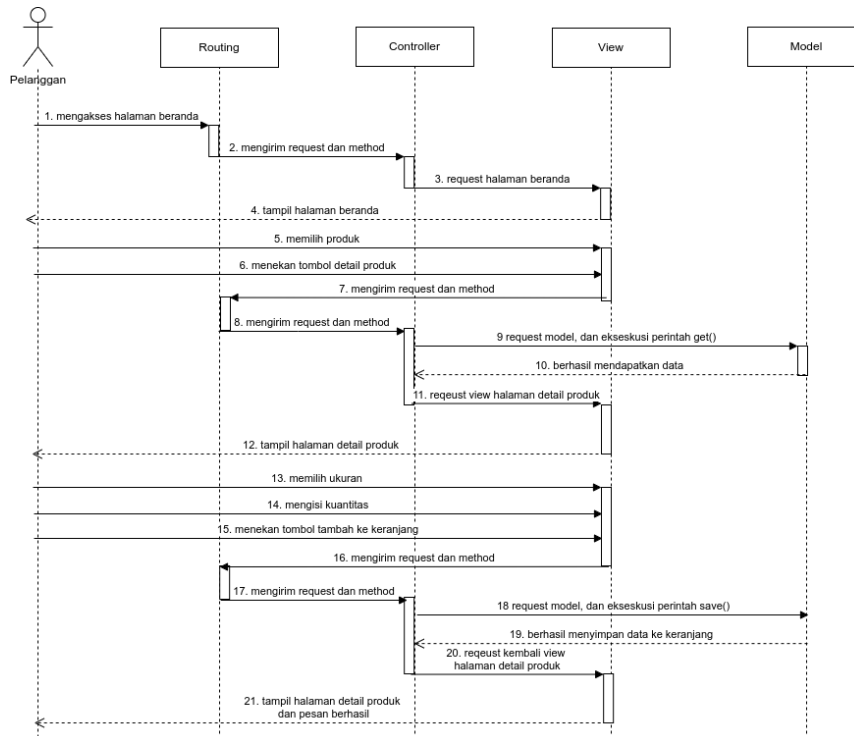 Routing
Controller
View
Model
Pelanggan
1. mengakses halaman beranda
2. mengirim request dan method
3. request halaman beranda
4. tampil halaman beranda
5. memilih produk
6. menekan tombol detail produk
7. mengirim request dan method
8. mengirim request dan method
9 request model, dan ekseskusi perintah get()
10. berhasil mendapatkan data
11. reqeust view halaman detail produk
12. tampil halaman detail produk
13. memilih ukuran
14. mengisi kuantitas
15. menekan tombol tambah ke keranjang
16. mengirim request dan method
17. mengirim request dan method
18 request model, dan ekseskusi perintah save()
19. berhasil menyimpan data ke keranjang
20. reqeust kembali view
halaman detail produk
21. tampil halaman detail produk
dan pesan berhasil